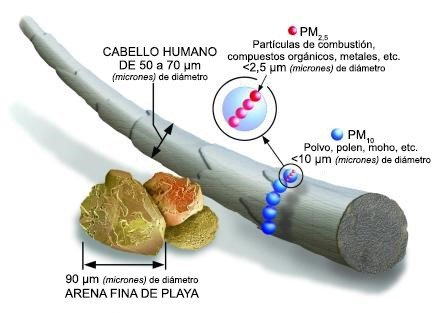 CABELLO HUMANO
DE 50 a 70 µm
(micrones) de diámetro
PM2,5
Partículas de combustión,
compuestos orgánicos, metales, etc.
<2,5 µm (micrones) de diámetro
PM10
Polvo, polen, moho, etc.
<10 µm (micrones) de diámetro
90 µm (micrones) de diámetro
ARENA FINA DE PLAYA